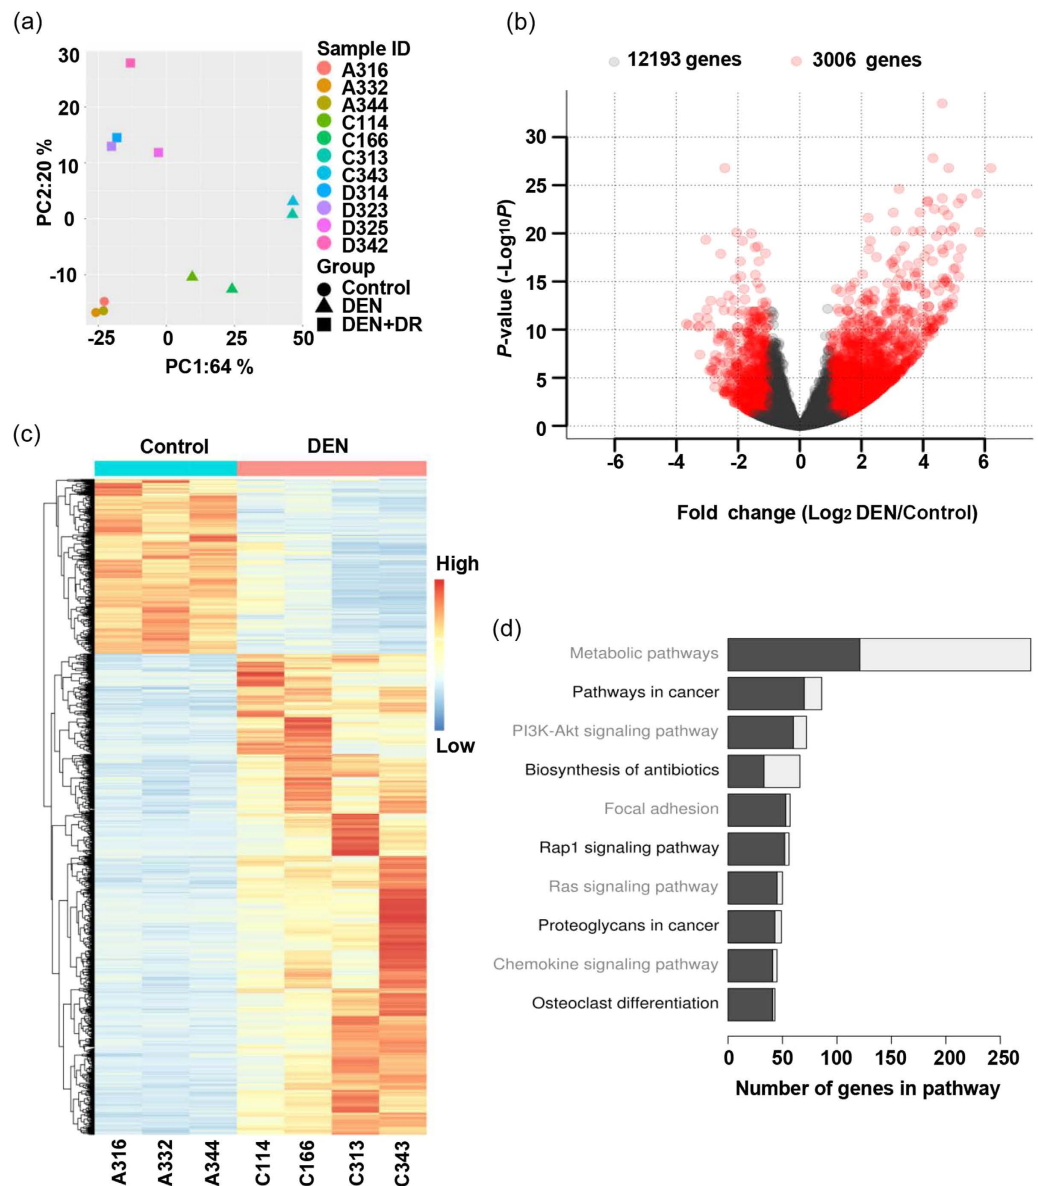 (a)
30
20
10
0
-10
PC2:20 %
-25
0
25
50
PC1:64 %
Sample ID
A316
A332
A344
C114
C166
C313
C343
D314
D323
D325
D342
Group
Control
DEN
DEN+DR
(b)
12193 genes
3006 genes
30
25
20
15
10
5
0
P-value (-Log10P)
-6
-4
-2
0
2
4
6
Fold change (Log2 DEN/Control)
(c)
Control
DEN
High
Low
A316
A332
A344
C114
C166
C313
C343
(d)
Metabolic pathways
Pathways in cancer
PI3K-Akt signaling pathway
Biosynthesis of antibiotics
Focal adhesion
Rap1 signaling pathway
Ras signaling pathway
Proteoglycans in cancer
Chemokine signaling pathway
Osteoclast differentiation
0
50
100
150
200
250
Number of genes in pathway